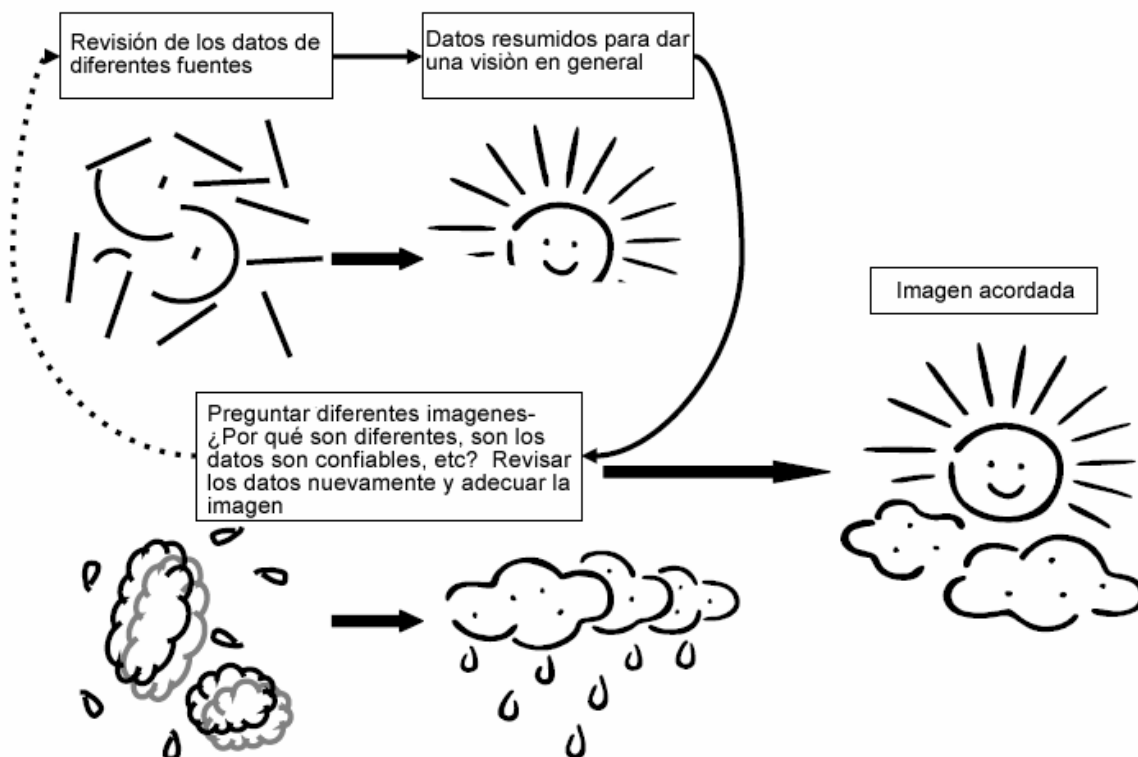 Revisión de los datos de
diferentes fuentes
Datos resumidos para dar
una visiòn en general
Imagen acordada
Preguntar diferentes imagenes-
¿Por qué son diferentes, son los
datos son confiables, etc? Revisar
los datos nuevamente y adecuar la
imagen